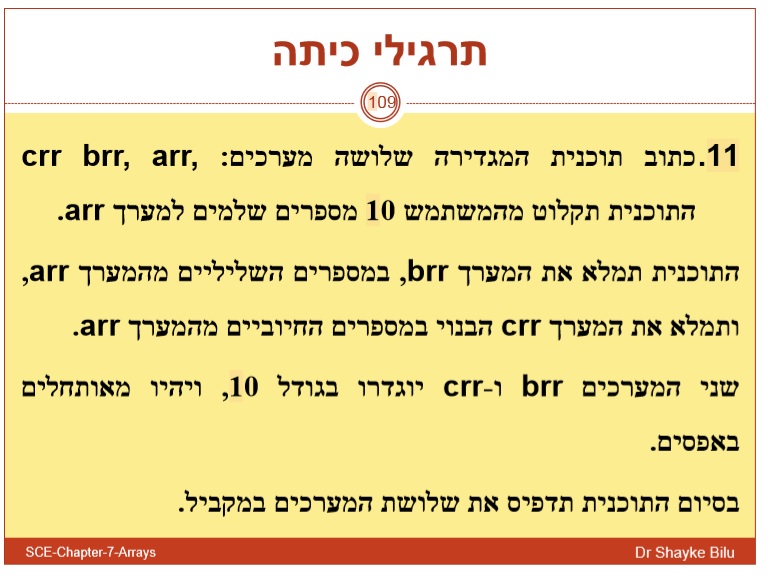 תרגילי כיתה
109
11. כתוב תוכנית המגדירה שלושה מערכים: crr brr, arr,
התוכנית תקלוט מהמשתמש 10 מספרים שלמים למערך arr.
התוכנית תמלא את המערך brr, במספרים השליליים מהמערך arr,
ותמלא את המערך crr הבנוי במספרים החיוביים מהמערך arr.
שני המערכים brr ו-crr יוגדרו בגודל 10, ויהיו מאותחלים
באפסים.
בסיום התוכנית תדפיס את שלושת המערכים במקביל.
SCE-Chapter-7-Arrays
Dr Shayke Bilu